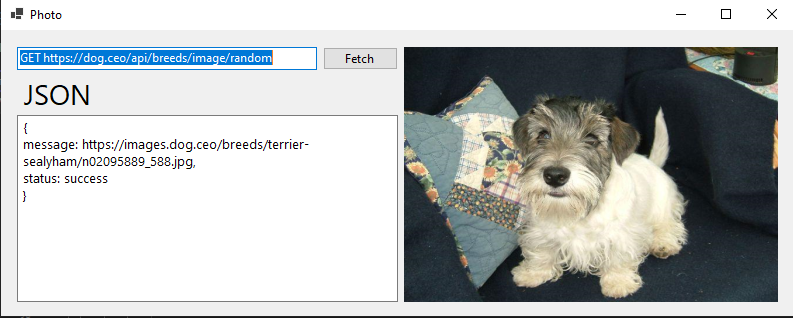 Photo
GET https://dog.ceo/api/breeds/image/random
Fetch
JSON
{
message: https://images.dog.ceo/breeds/terrier-
sealyham/n02095889_588.jpg,
status: success
}